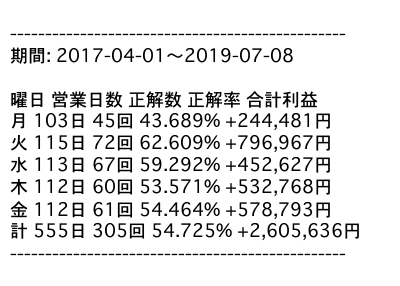 ------------------------------------------------
期間: 2017-04-01～2019-07-08
曜日 営業日数 正解数 正解率 合計利益
月 103日 45回 43.689% +244,481円
火 115日 72回 62.609% +796,967円
水 113日 67回 59.292% +452,627円
木 112日 60回 53.571% +532,768円
金 112日 61回 54.464% +578,793円
計 555日 305回 54.725% +2,605,636円
------------------------------------------------